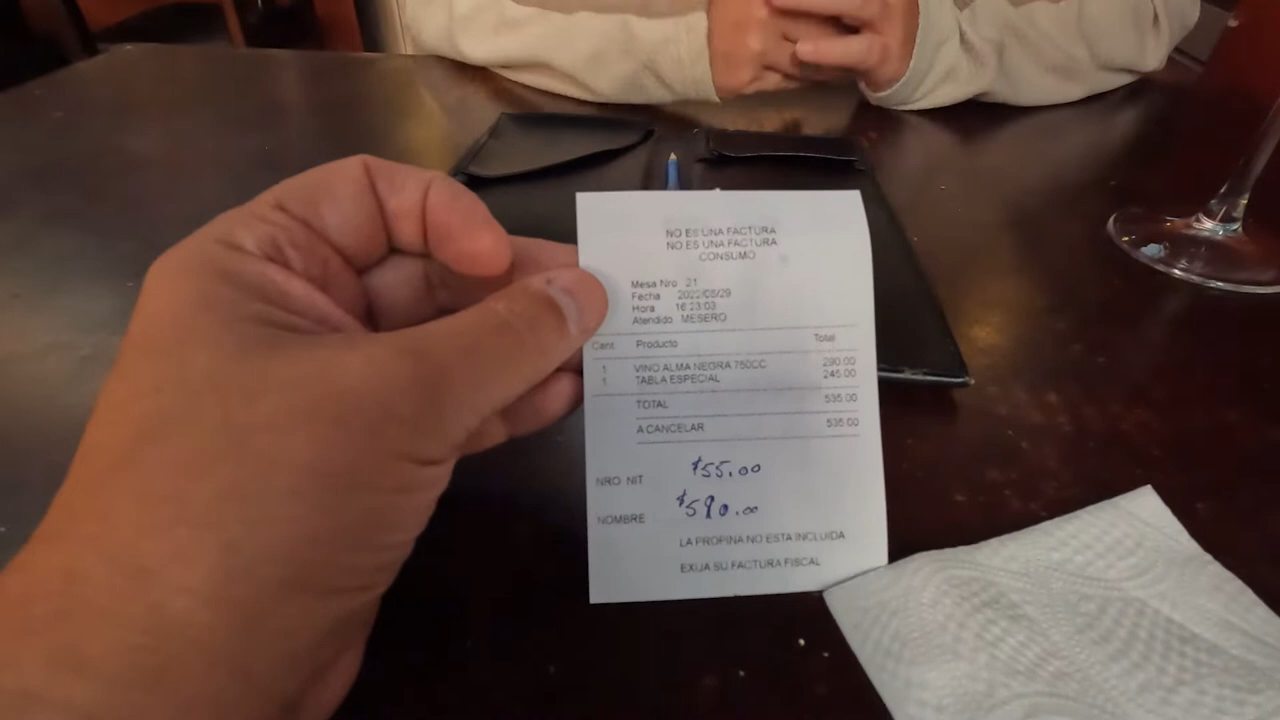 NO ES UNA FACTURA
NO ES UNA FACTURA
CONSUMO
Mesa Nro 21
Fecha 2022/05/29
Hora 16:23:03
Atendido MESERO
Cant. Producto Total
1 VINO ALMA NEGRA 750CC 290.00
1 TABLA ESPECIAL 245.00
TOTAL 535.00
A CANCELAR 535.00
$55.00
NRO NIT
$590.00
NOMBRE
LA PROPINA NO ESTA INCLUIDA
EXIJA SU FACTURA FISCAL